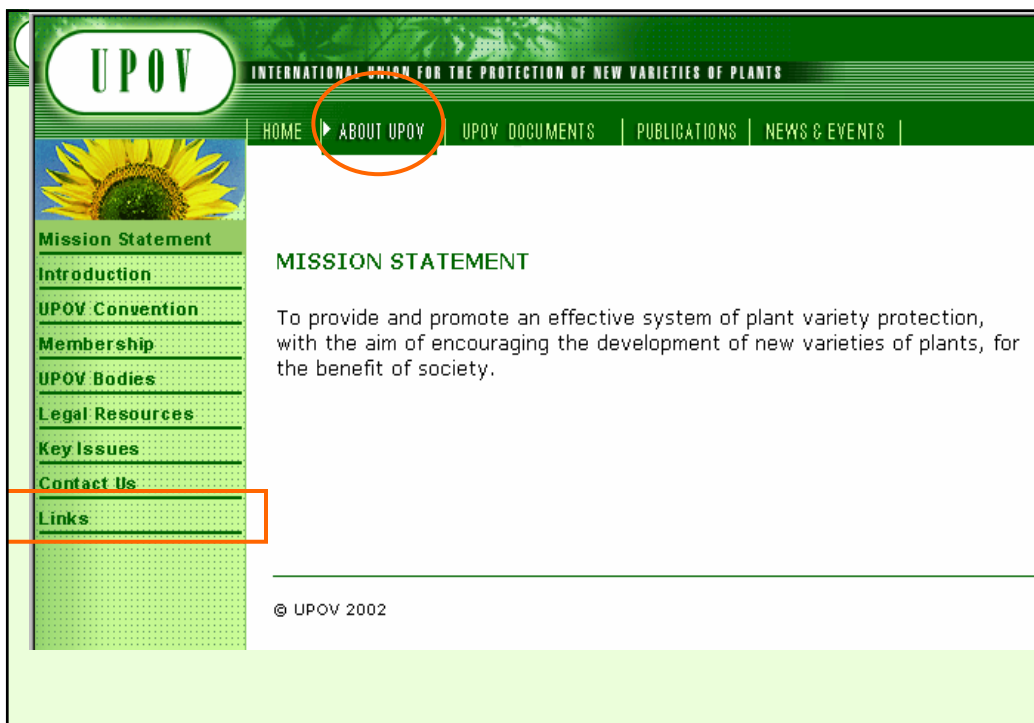 UPOV
INTERNATIONAL UNION FOR THE PROTECTION OF NEW VARIETIES OF PLANTS
HOME ABOUT UPOV UPOV DOCUMENTS PUBLICATIONS NEWS & EVENTS
Mission Statement
Introduction
UPOV Convention
Membership
UPOV Bodies
Legal Resources
Key Issues
Contact Us
Links
MISSION STATEMENT
To provide and promote an effective system of plant variety protection,
with the aim of encouraging the development of new varieties of plants, for
the benefit of society.
© UPOV 2002